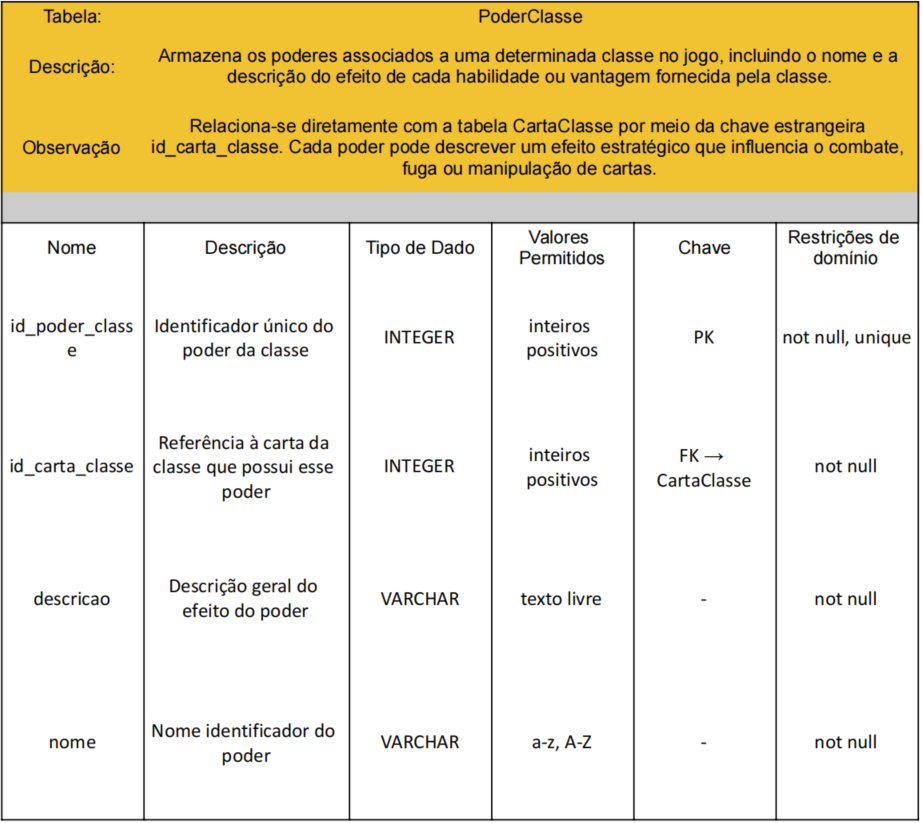 Tabela:
PoderClasse
Descrição:
Armazena os poderes associados a uma determinada classe no jogo, incluindo o nome e a
descrição do efeito de cada habilidade ou vantagem fornecida pela classe.
Observação
Relaciona-se diretamente com a tabela CartaClasse por meio da chave estrangeira
id_carta_classe. Cada poder pode descrever um efeito estratégico que influencia o combate,
fuga ou manipulação de cartas.
Nome
Descrição
Tipo de Dado
Valores
Permitidos
Chave
Restrições de
domínio
id_poder_class
e
Identificador único do
poder da classe
INTEGER
inteiros
positivos
PK
not null, unique
id_carta_classe
Referência à carta da
classe que possui esse
poder
INTEGER
inteiros
positivos
FK →
CartaClasse
not null
descricao
Descrição geral do
efeito do poder
VARCHAR
texto livre
-
not null
nome
Nome identificador do
poder
VARCHAR
a-z, A-Z
-
not null